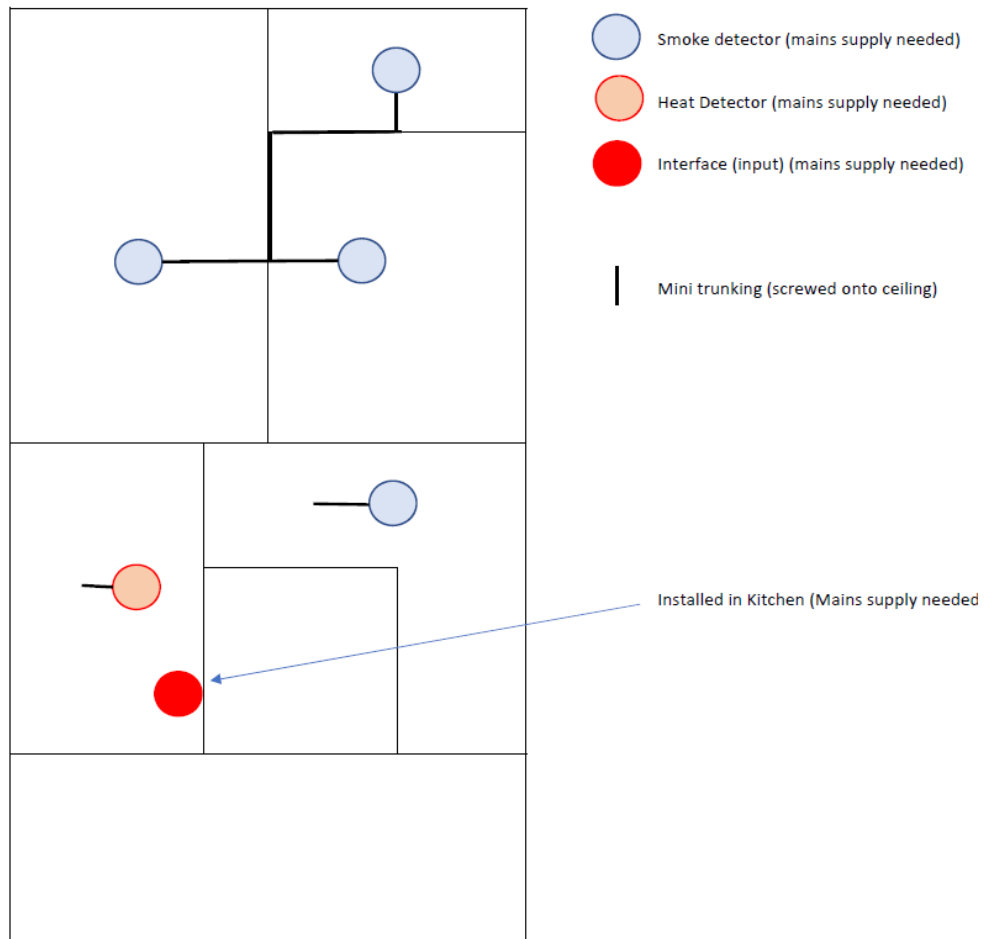 Smoke detector (mains supply needed)
Heat Detector (mains supply needed)
Interface (input) (mains supply needed)
Mini trunking (screwed onto ceiling)
Installed in Kitchen (Mains supply needed